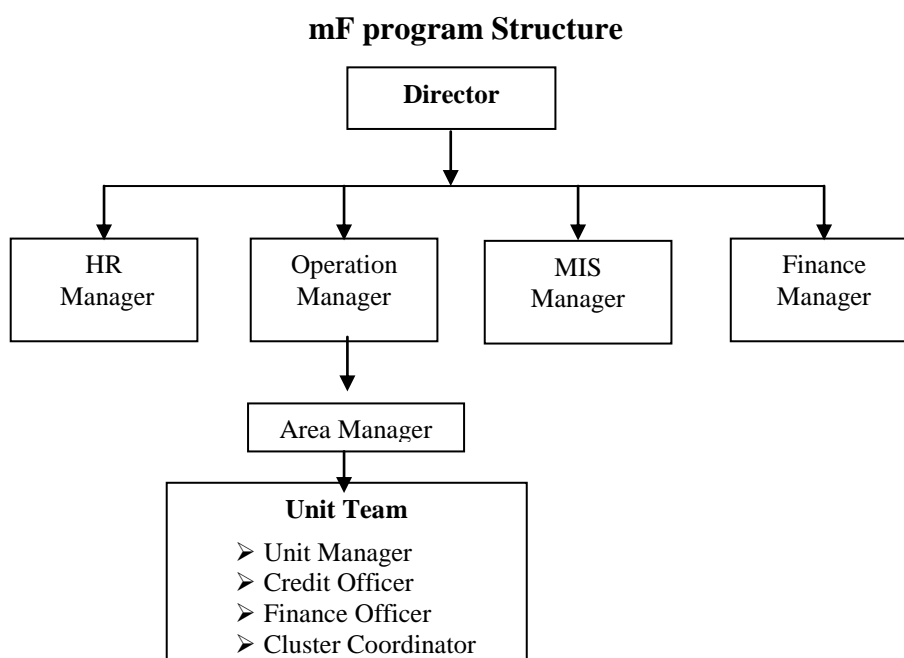 mF program Structure
Director
HR
Manager
Operation
Manager
MIS
Manager
Finance
Manager
Area Manager
Unit Team
➢ Unit Manager
➢ Credit Officer
➢ Finance Officer
➢ Cluster Coordinator